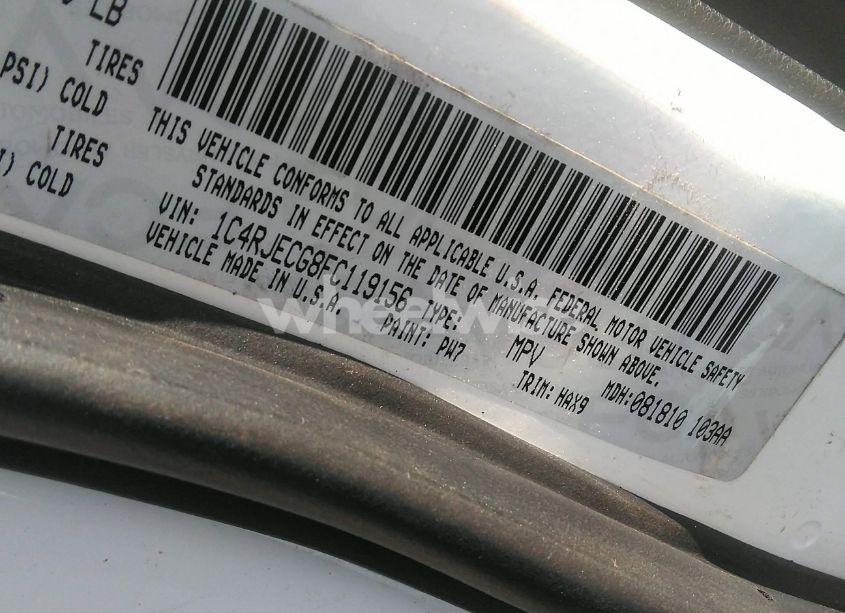 LB
TIRES
PSI) COLD
TIRES
I) COLD
THIS VEHICLE CONFORMS TO ALL APPLICABLE U.S.A. FEDERAL MOTOR VEHICLE SAFETY
STANDARDS IN EFFECT ON THE DATE OF MANUFACTURE SHOWN ABOVE.
VIN: 1C4RJECG8FC119156 TYPE: MPV MDH:081810 103AA
VEHICLE MADE IN U.S.A. PAINT: PW7 TRIM: HAX9